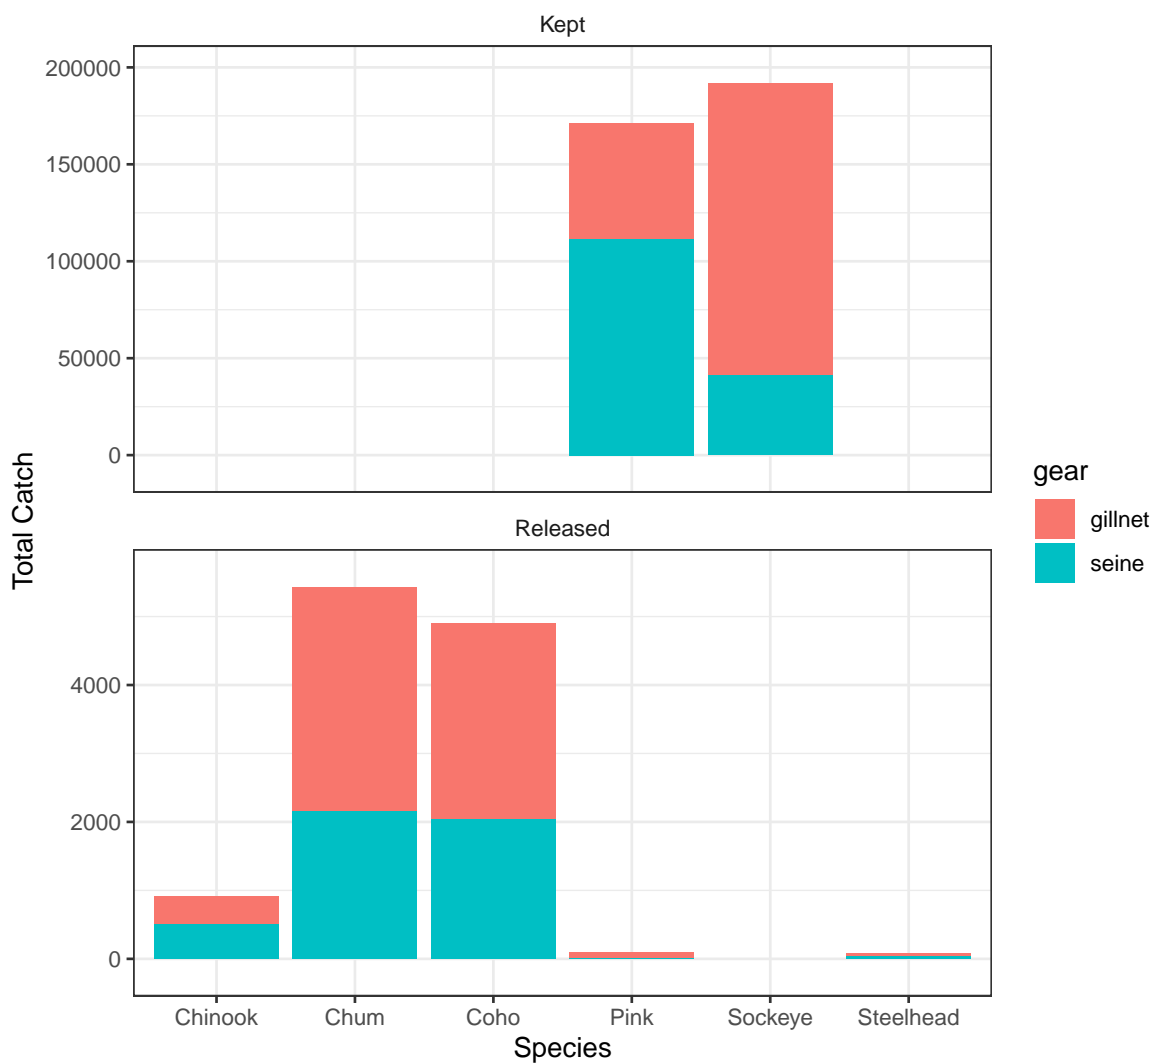 Kept
200000
150000
100000
50000
0
Total Catch
Released
4000
2000
0
Chinook Chum Coho Pink Sockeye Steelhead
Species
gear
gillnet
seine